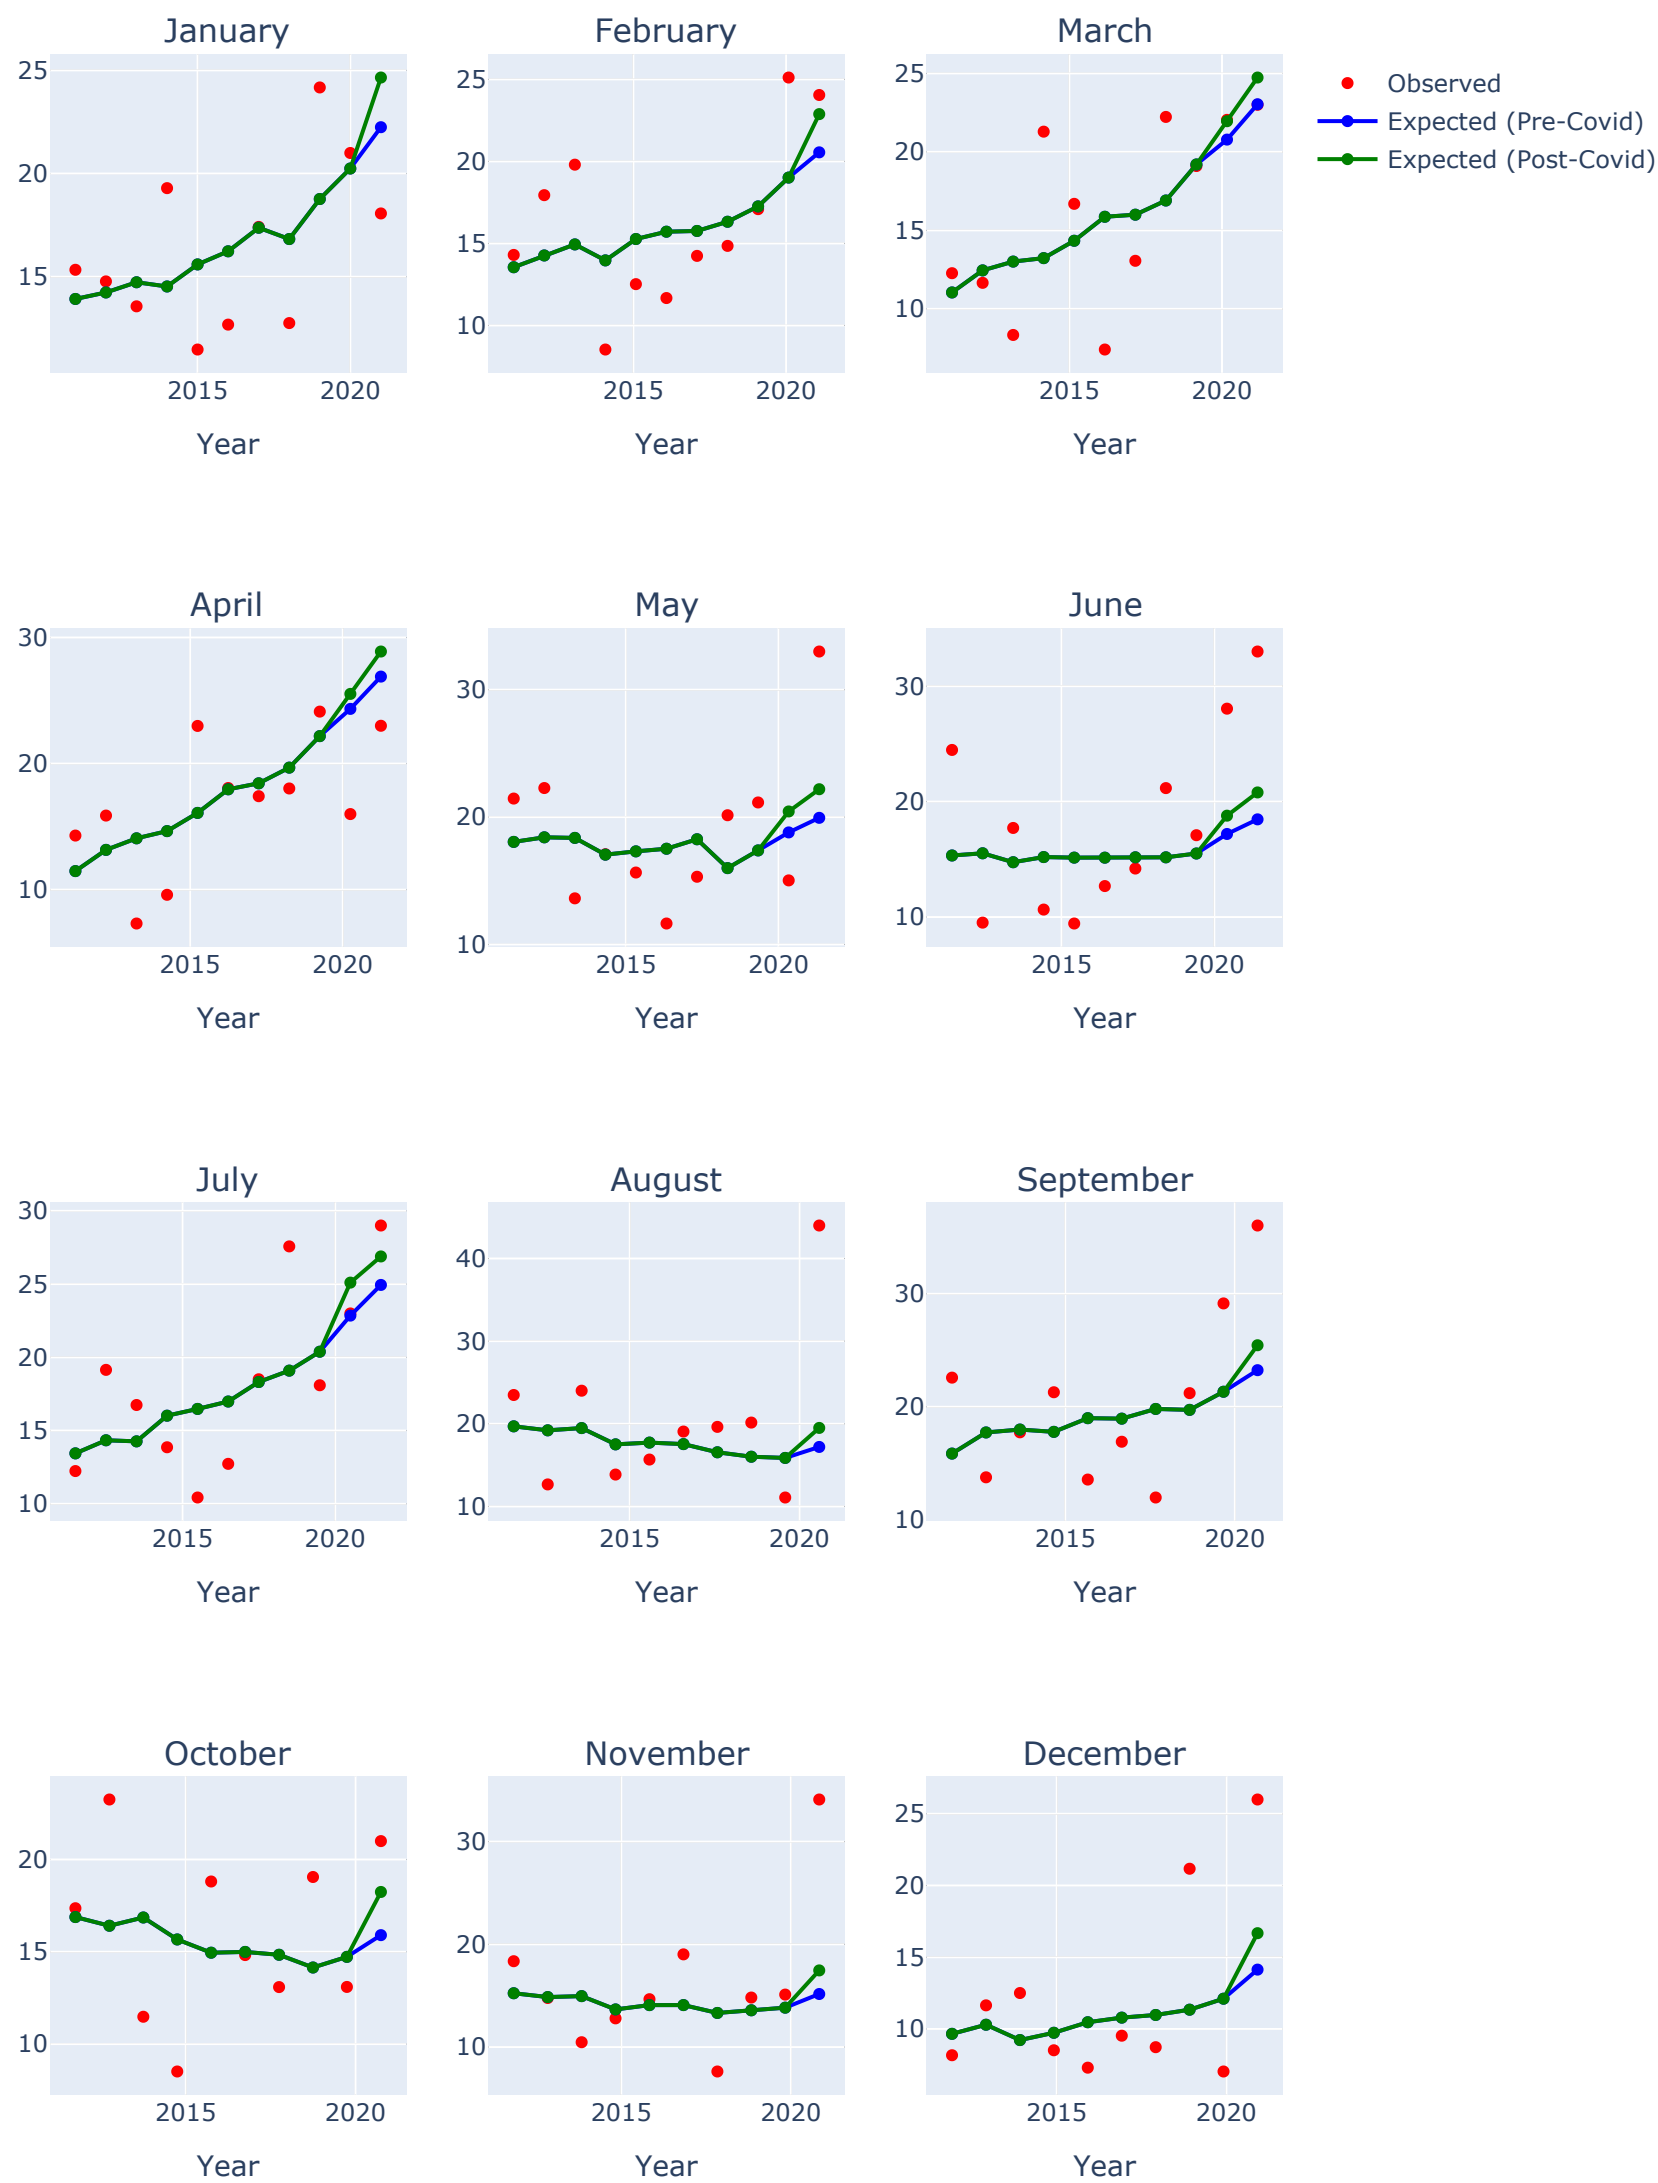 January February March
25
20
15
2015 2020
Year
25
20
15
10
2015 2020
Year
25
20
15
10
2015 2020
Year
Observed
Expected (Pre-Covid)
Expected (Post-Covid)
April May June
30
20
10
2015 2020
Year
30
20
10
2015 2020
Year
30
20
10
2015 2020
Year
July August September
30
25
20
15
10
2015 2020
Year
40
30
20
10
2015 2020
Year
30
20
10
2015 2020
Year
October November December
20
15
10
2015 2020
Year
30
20
10
2015 2020
Year
25
20
15
10
2015 2020
Year